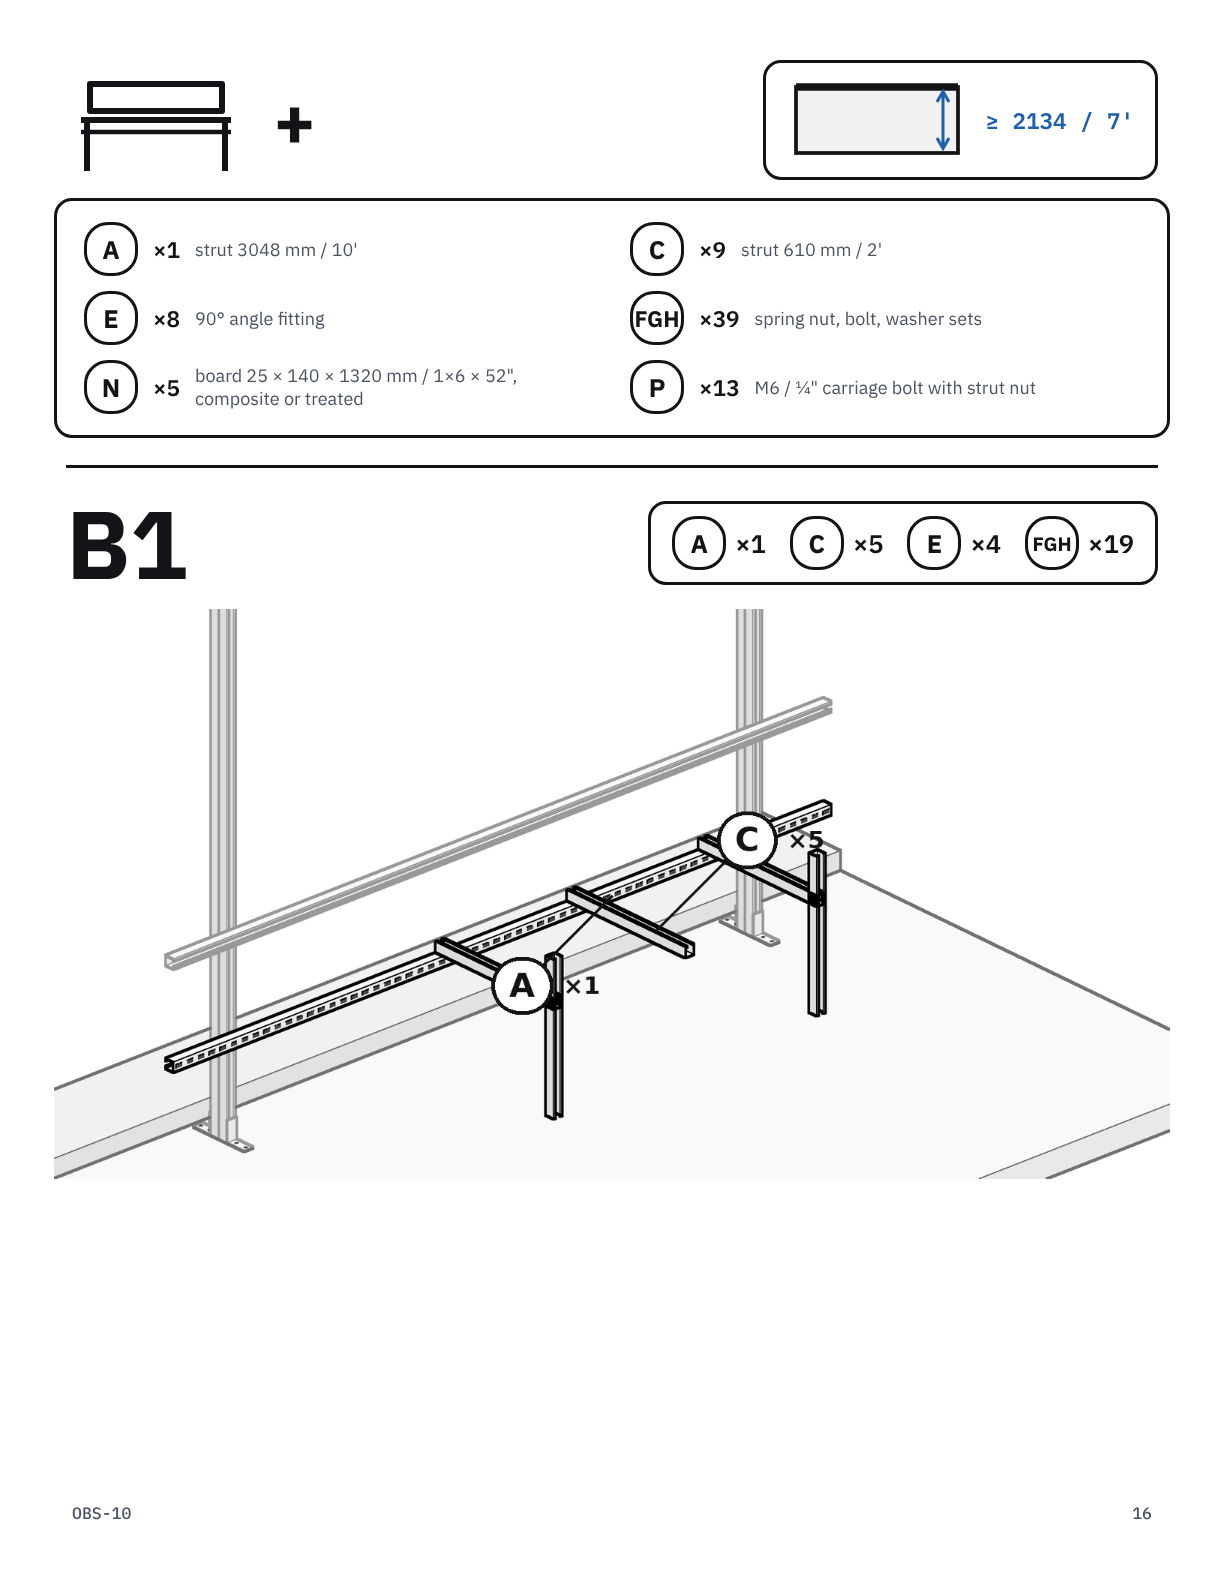 +
≥ 2134 / 7'
A ×1 strut 3048 mm / 10'
C ×9 strut 610 mm / 2'
E ×8 90° angle fitting
FGH ×39 spring nut, bolt, washer sets
N ×5 board 25 × 140 × 1320 mm / 1×6 × 52",
composite or treated
P ×13 M6 / ¼" carriage bolt with strut nut
B1
A ×1 C ×5 E ×4 FGH ×19
C ×5
A ×1
OBS-10
16